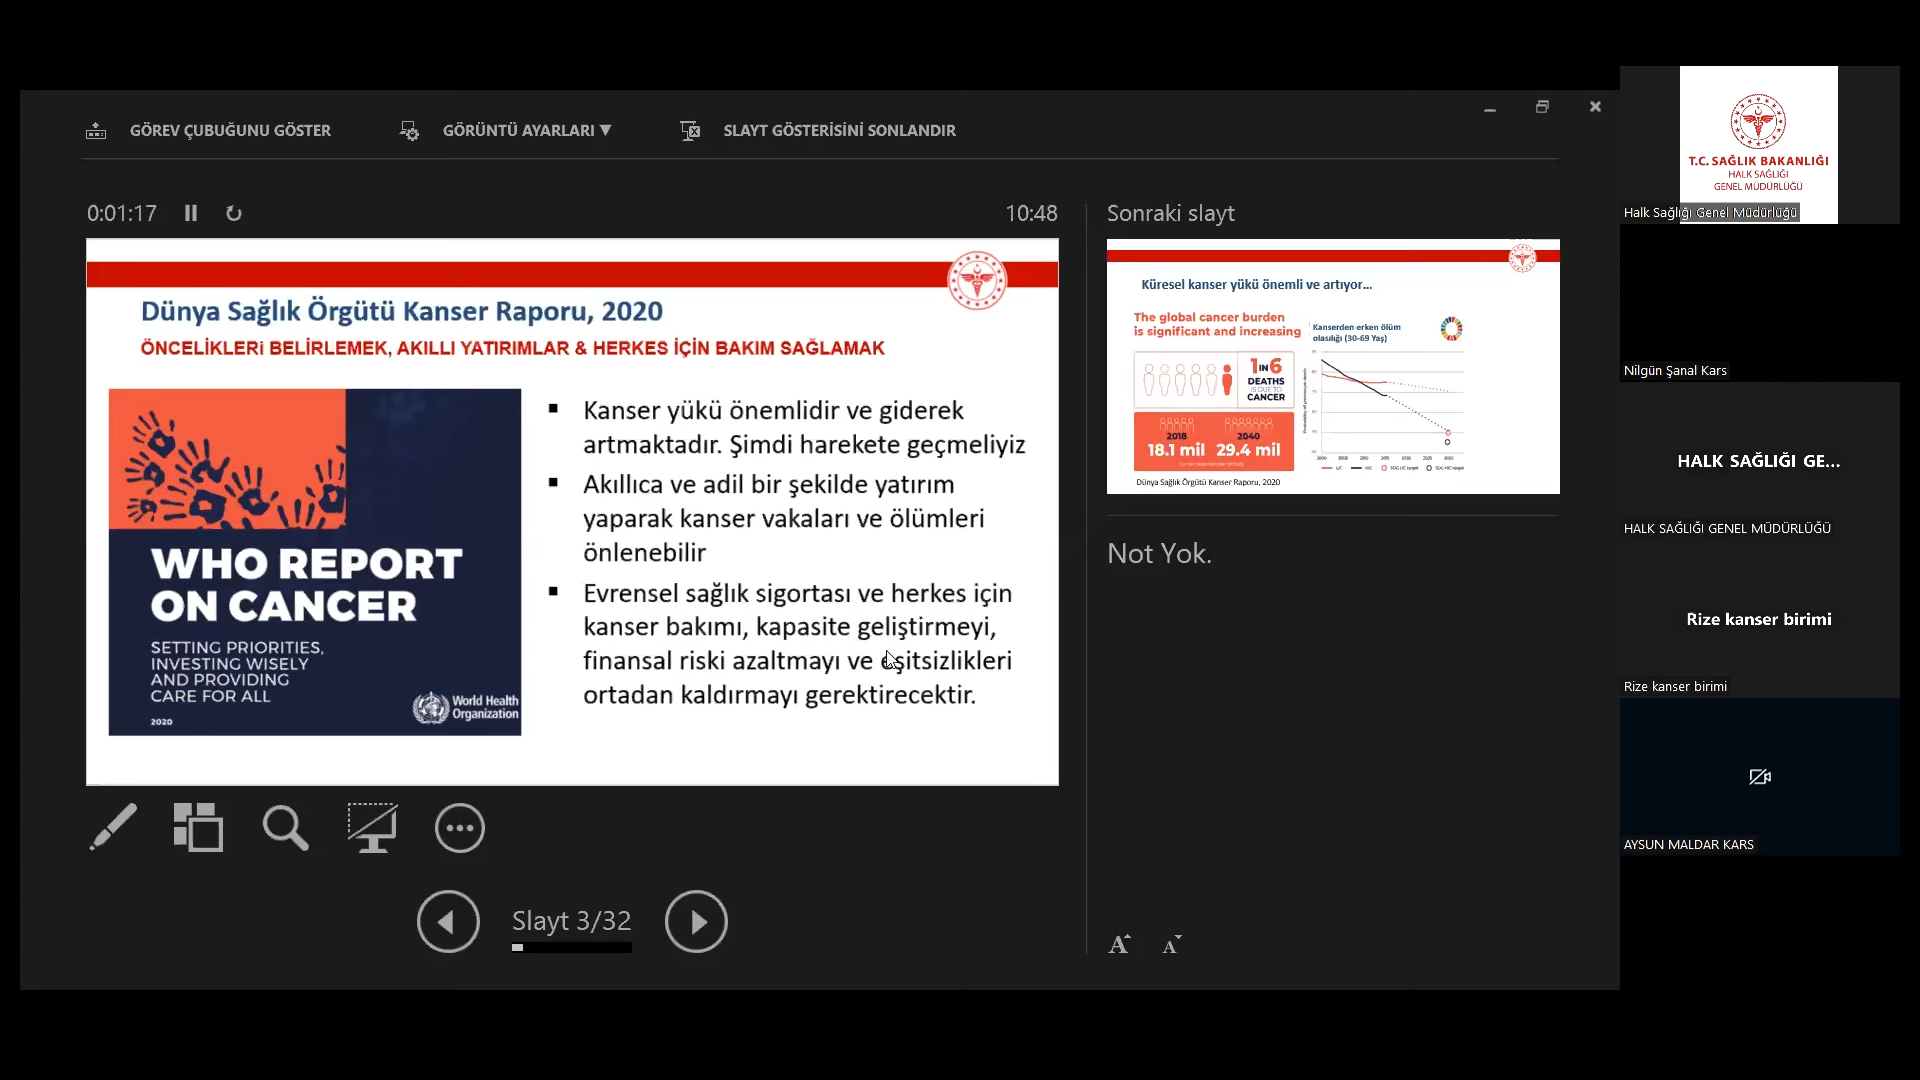 GÖREV ÇUBUĞUNU GÖSTER
GÖRÜNTÜ AYARLARI ▼
SLAYT GÖSTERİSİNİ SONLANDIR
0:01:17
10:48
Dünya Sağlık Örgütü Kanser Raporu, 2020
ÖNCELİKLERi BELİRLEMEK, AKILLI YATIRIMLAR & HERKES İÇİN BAKIM SAĞLAMAK
WHO REPORT
ON CANCER
SETTING PRIORITIES,
INVESTING WISELY
AND PROVIDING
CARE FOR ALL
2020
World Health
Organization
▪ Kanser yükü önemlidir ve giderek
artmaktadır. Şimdi harekete geçmeliyiz
▪ Akıllıca ve adil bir şekilde yatırım
yaparak kanser vakaları ve ölümleri
önlenebilir
▪ Evrensel sağlık sigortası ve herkes için
kanser bakımı, kapasite geliştirmeyi,
finansal riski azaltmayı ve eşitsizlikleri
ortadan kaldırmayı gerektirecektir.
Slayt 3/32
Sonraki slayt
Küresel kanser yükü önemli ve artıyor...
The global cancer burden
is significant and increasing
1 IN 6
DEATHS
IS DUE TO
CANCER
2018
2040
18.1 mil
29.4 mil
Kanserden erken ölüm
olasılığı (30-69 Yaş)
Dünya Sağlık Örgütü Kanser Raporu, 2020
Not Yok.
T.C. SAĞLIK BAKANLIĞI
HALK SAĞLIĞI
GENEL MÜDÜRLÜĞÜ
Halk Sağlığı Genel Müdürlüğü
Nilgün Şanal Kars
HALK SAĞLIĞI GE...
HALK SAĞLIĞI GENEL MÜDÜRLÜĞÜ
Rize kanser birimi
Rize kanser birimi
AYSUN MALDAR KARS